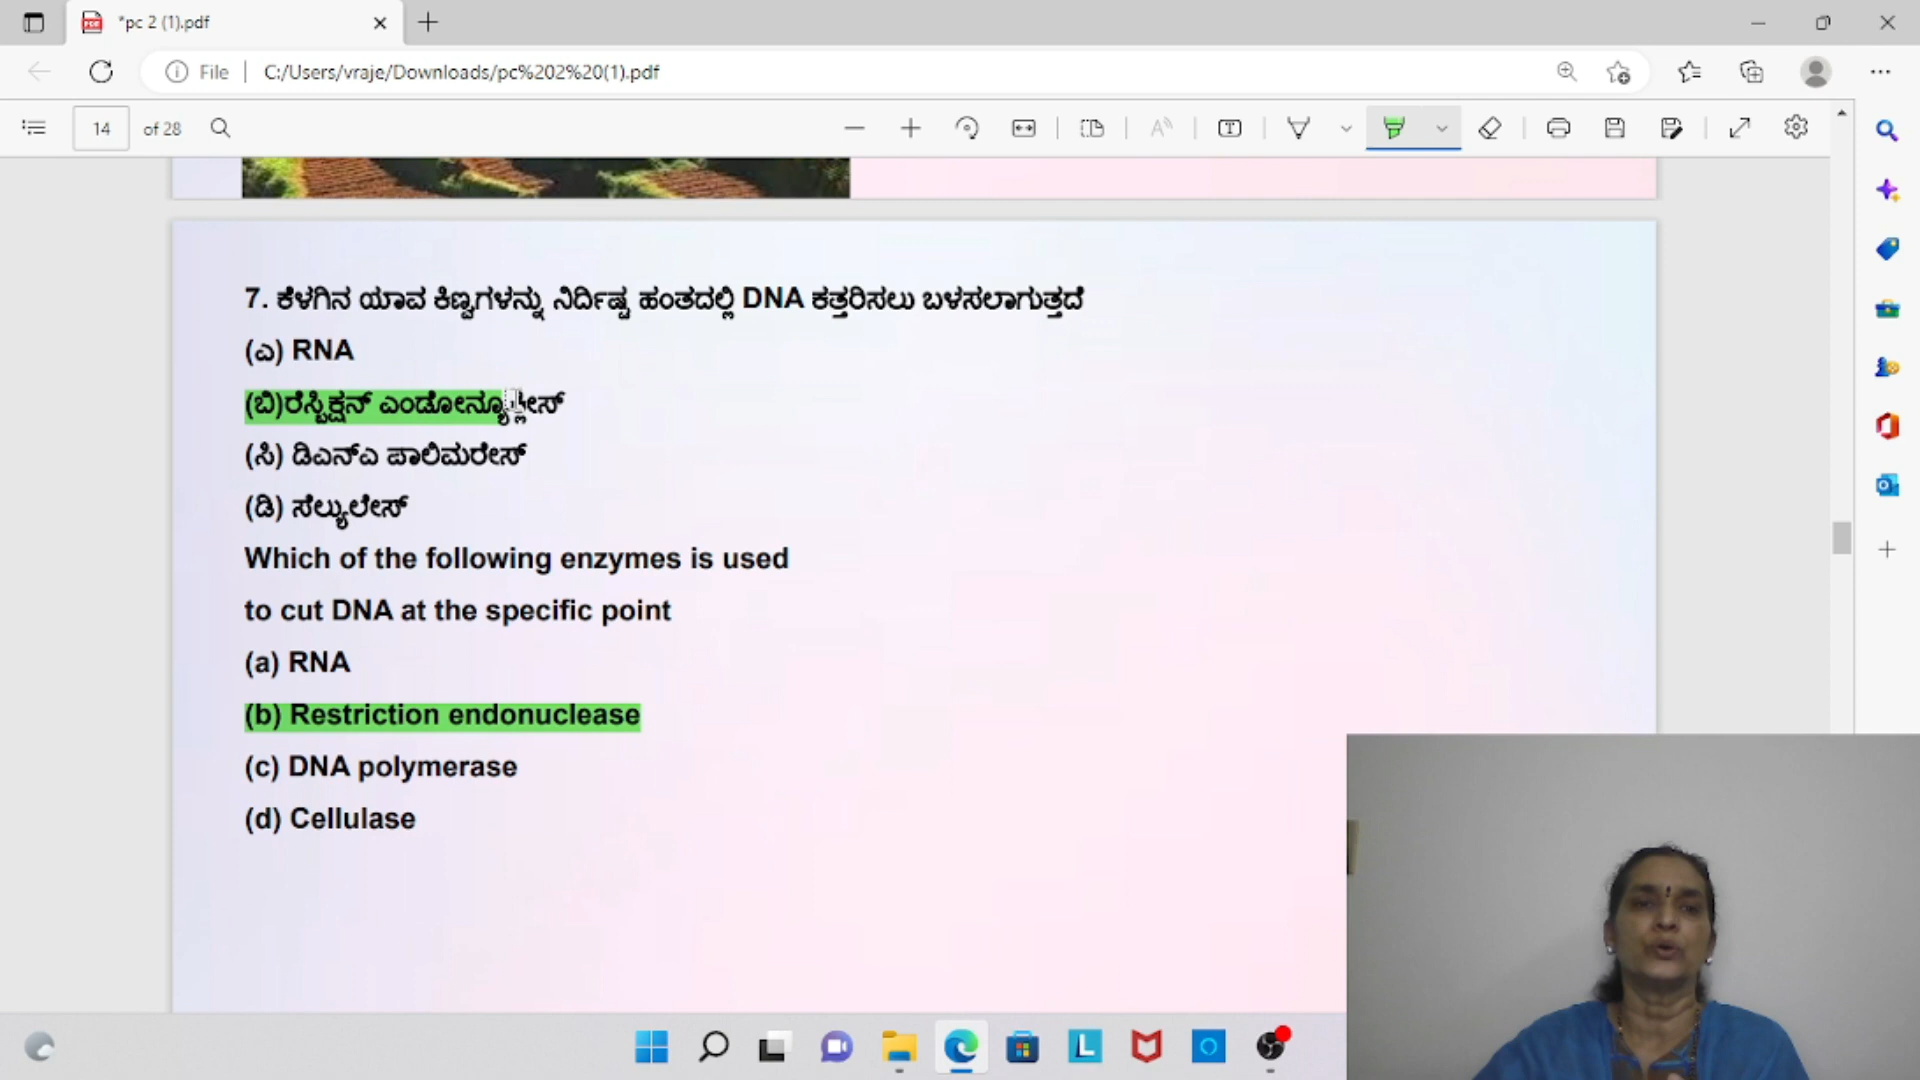 *pc 2 (1).pdf
File C:/Users/vraje/Downloads/pc%202%20(1).pdf
14 of 28
7. ಕೆಳಗಿನ ಯಾವ ಕಿಣ್ವಗಳನ್ನು ನಿರ್ದಿಷ್ಟ ಹಂತದಲ್ಲಿ DNA ಕತ್ತರಿಸಲು ಬಳಸಲಾಗುತ್ತದೆ
(ಎ) RNA
(ಬಿ)ರೆಸ್ಟ್ರಿಕ್ಷನ್ ಎಂಡೋನ್ಯೂಕ್ಲೀಸ್
(ಸಿ) ಡಿಎನ್ಎ ಪಾಲಿಮರೇಸ್
(ಡಿ) ಸೆಲ್ಯುಲೇಸ್
Which of the following enzymes is used
to cut DNA at the specific point
(a) RNA
(b) Restriction endonuclease
(c) DNA polymerase
(d) Cellulase